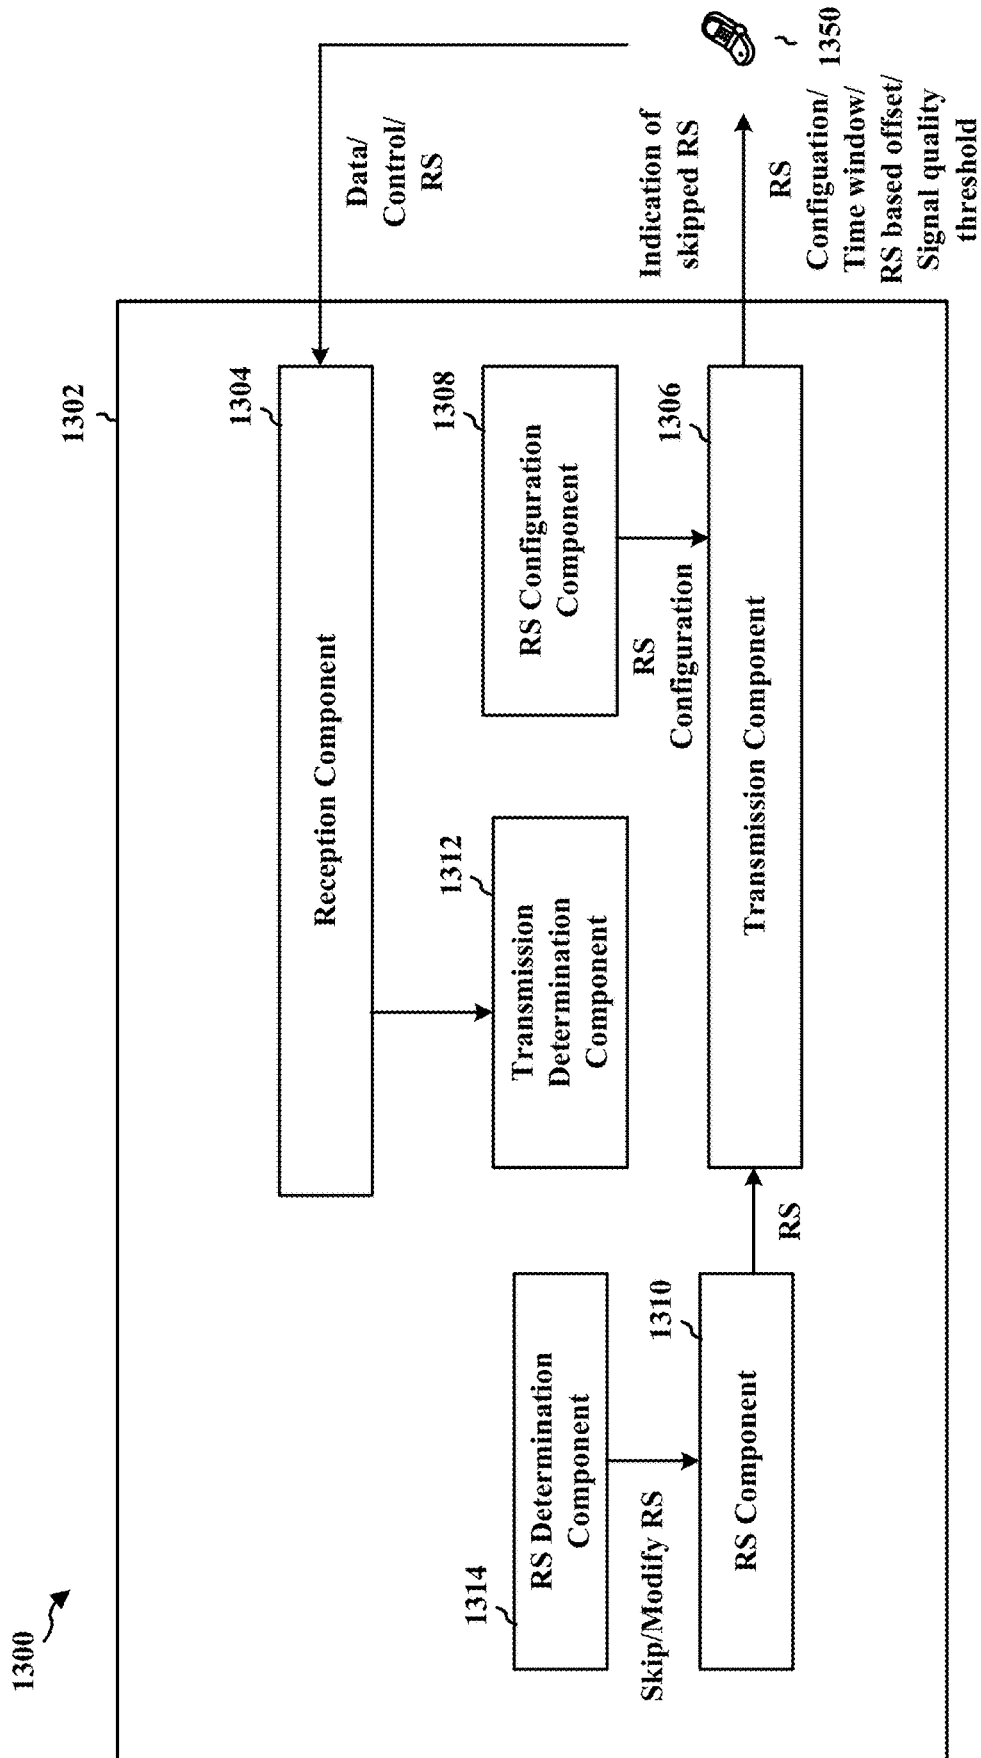 1300
1302
1304
Reception Component
Data/
Control/
RS
1314
RS Determination
Component
Skip/Modify RS
1310
RS Component
RS
1312
Transmission
Determination
Component
1308
RS Configuration
Component
RS
Configuration
1306
Transmission Component
Indication of
skipped RS
RS
Configuation/
Time window/
RS based offset/
Signal quality
threshold
1350